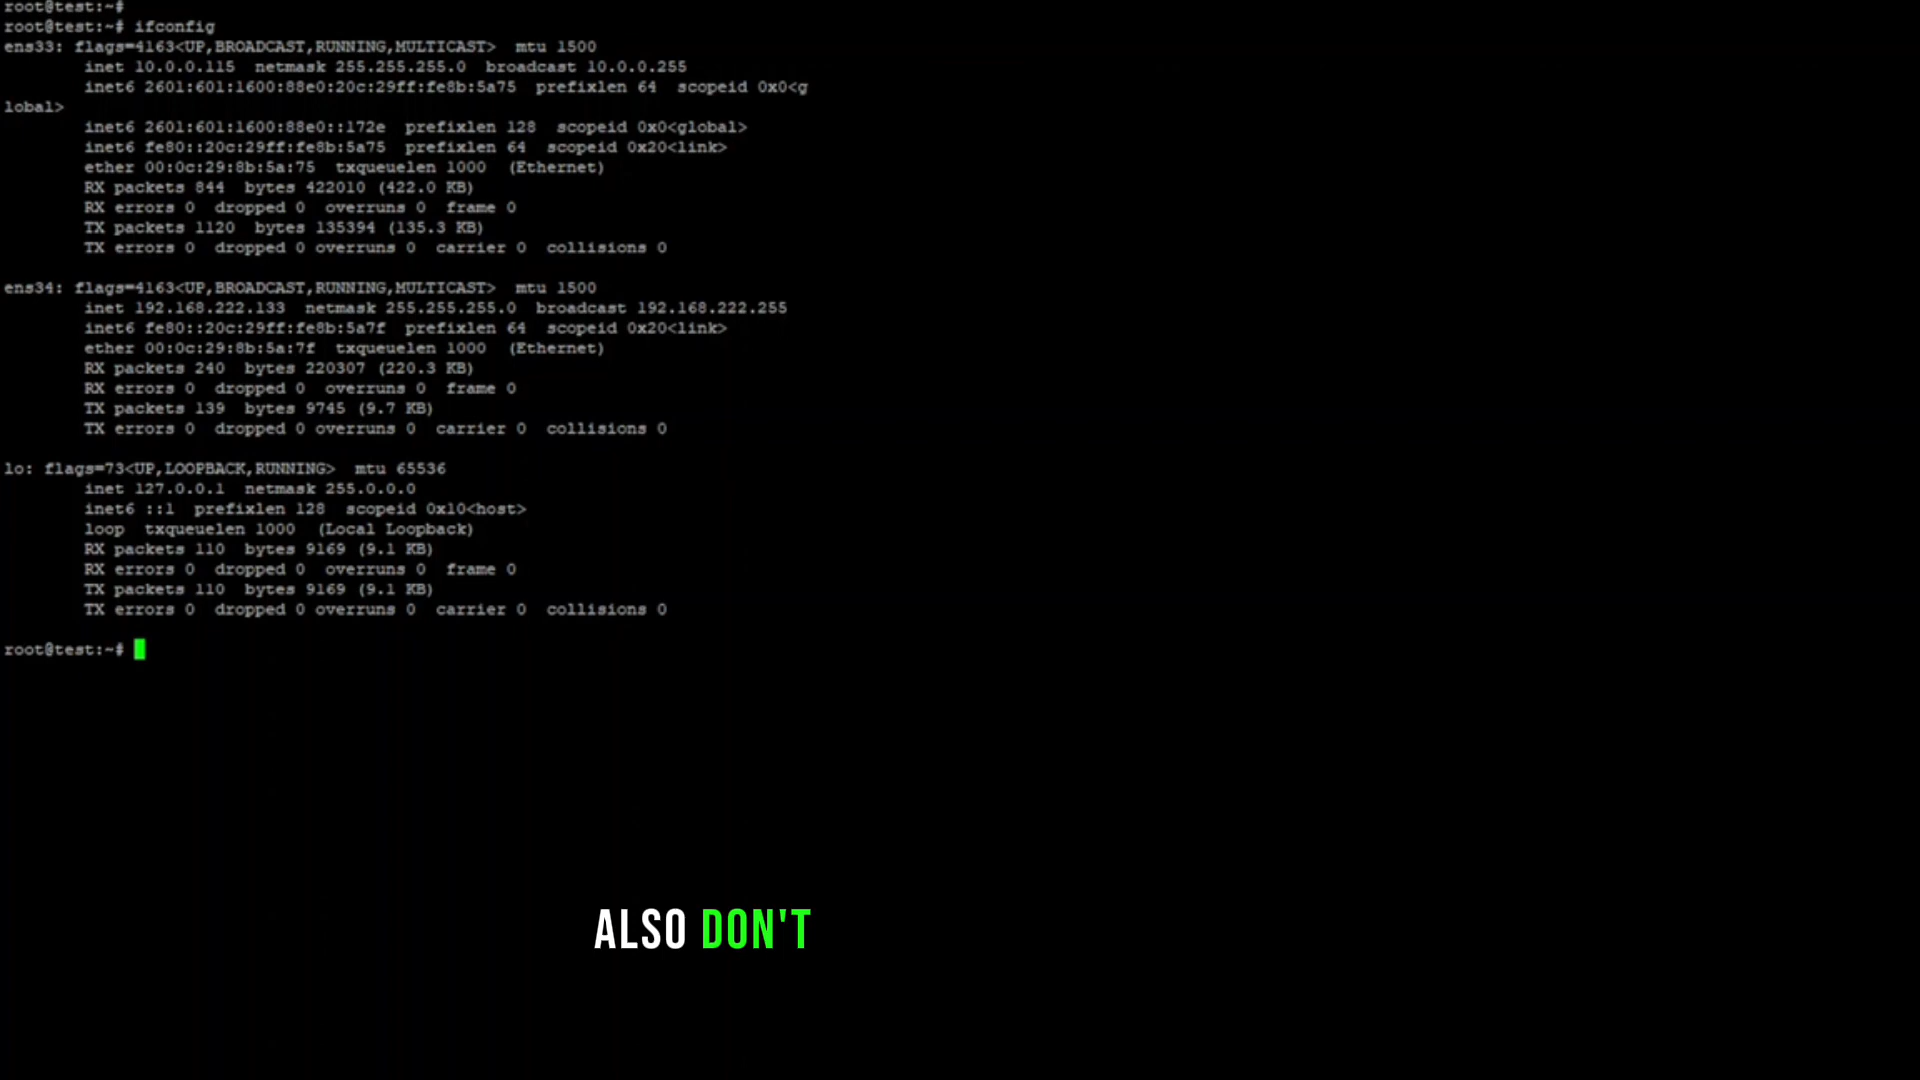 root@test:~#
root@test:~# ifconfig
ens33: flags=4163<UP,BROADCAST,RUNNING,MULTICAST>  mtu 1500
        inet 10.0.0.115  netmask 255.255.255.0  broadcast 10.0.0.255
        inet6 2601:601:1600:88e0:20c:29ff:fe8b:5a75  prefixlen 64  scopeid 0x0<g
lobal>
        inet6 2601:601:1600:88e0::172e  prefixlen 128  scopeid 0x0<global>
        inet6 fe80::20c:29ff:fe8b:5a75  prefixlen 64  scopeid 0x20<link>
        ether 00:0c:29:8b:5a:75  txqueuelen 1000  (Ethernet)
        RX packets 844  bytes 422010 (422.0 KB)
        RX errors 0  dropped 0  overruns 0  frame 0
        TX packets 1120  bytes 135394 (135.3 KB)
        TX errors 0  dropped 0 overruns 0  carrier 0  collisions 0
ens34: flags=4163<UP,BROADCAST,RUNNING,MULTICAST>  mtu 1500
        inet 192.168.222.133  netmask 255.255.255.0  broadcast 192.168.222.255
        inet6 fe80::20c:29ff:fe8b:5a7f  prefixlen 64  scopeid 0x20<link>
        ether 00:0c:29:8b:5a:7f  txqueuelen 1000  (Ethernet)
        RX packets 240  bytes 220307 (220.3 KB)
        RX errors 0  dropped 0  overruns 0  frame 0
        TX packets 139  bytes 9745 (9.7 KB)
        TX errors 0  dropped 0 overruns 0  carrier 0  collisions 0
lo: flags=73<UP,LOOPBACK,RUNNING>  mtu 65536
        inet 127.0.0.1  netmask 255.0.0.0
        inet6 ::1  prefixlen 128  scopeid 0x10<host>
        loop  txqueuelen 1000  (Local Loopback)
        RX packets 110  bytes 9169 (9.1 KB)
        RX errors 0  dropped 0  overruns 0  frame 0
        TX packets 110  bytes 9169 (9.1 KB)
        TX errors 0  dropped 0 overruns 0  carrier 0  collisions 0
root@test:~#
ALSO DON'T